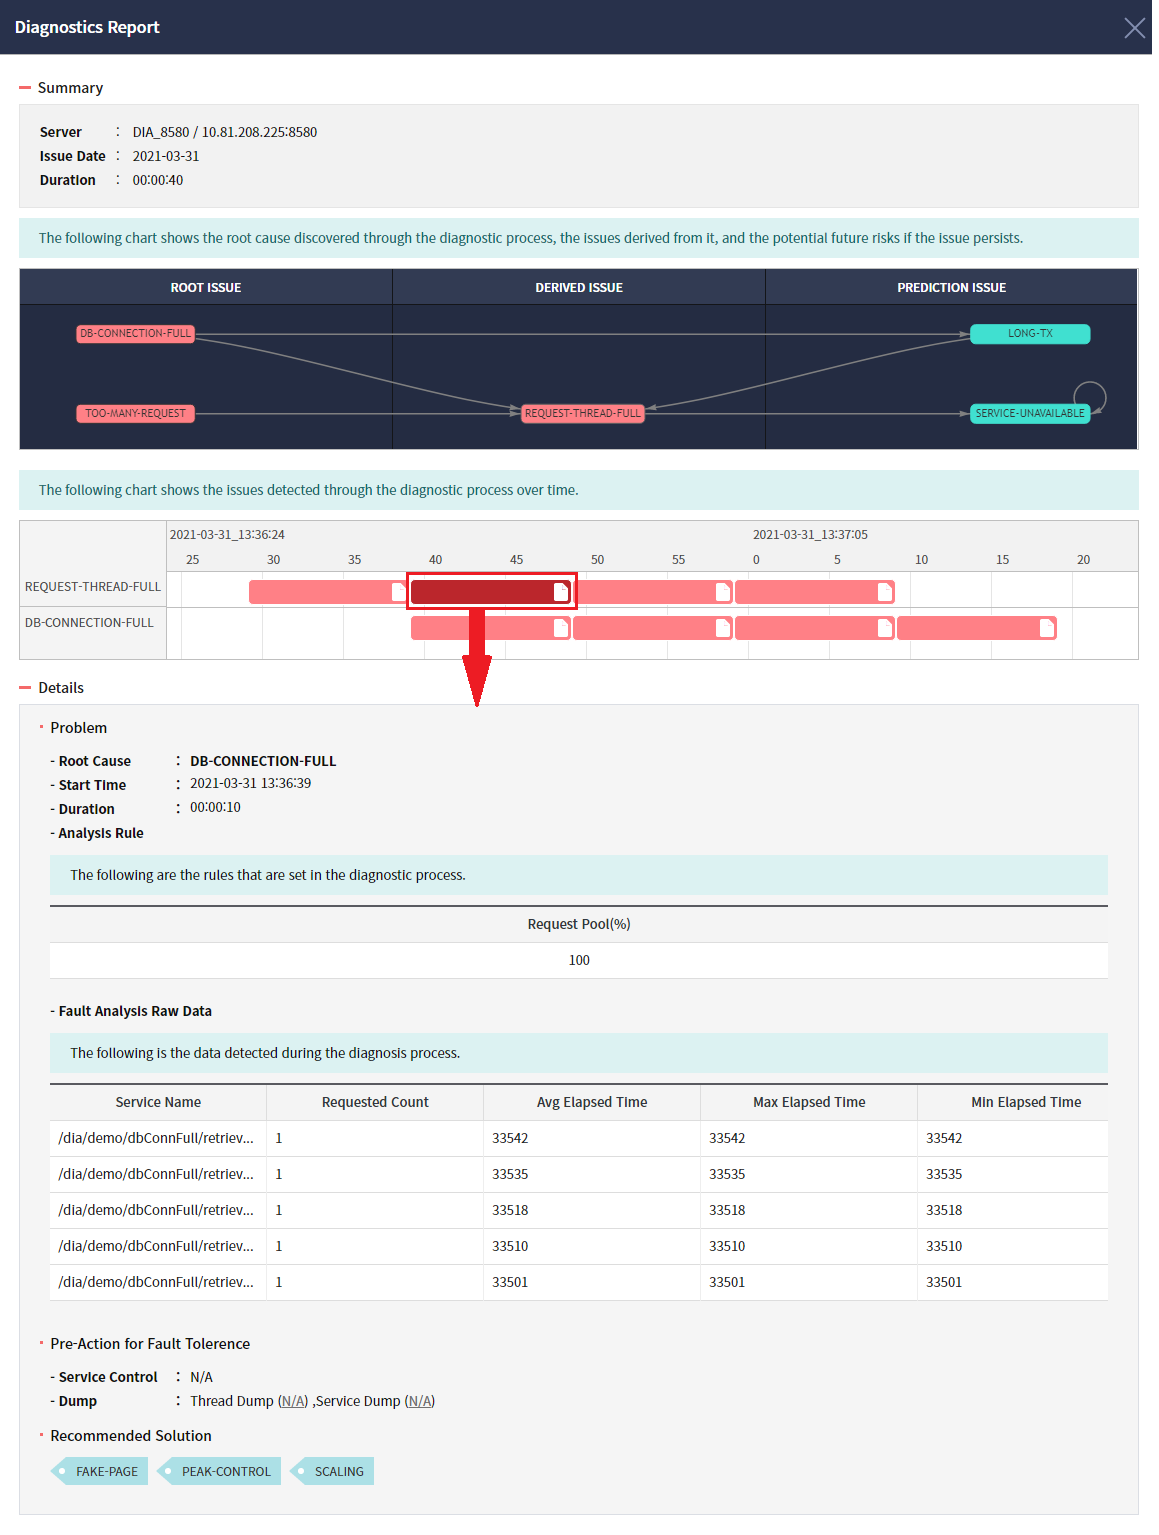 Diagnostics Report
Summary
Server : DIA_8580 / 10.81.208.225:8580
Issue Date : 2021-03-31
Duration : 00:00:40
The following chart shows the root cause discovered through the diagnostic process, the issues derived from it, and the potential future risks if the issue persists.
ROOT ISSUE DERIVED ISSUE PREDICTION ISSUE
DB-CONNECTION-FULL LONG-TX
TOO-MANY-REQUEST REQUEST-THREAD-FULL SERVICE-UNAVAILABLE
The following chart shows the issues detected through the diagnostic process over time.
2021-03-31_13:36:24 2021-03-31_13:37:05
25 30 35 40 45 50 55 0 5 10 15 20
REQUEST-THREAD-FULL
DB-CONNECTION-FULL
Details
Problem
- Root Cause : DB-CONNECTION-FULL
- Start Time : 2021-03-31 13:36:39
- Duration : 00:00:10
- Analysis Rule
The following are the rules that are set in the diagnostic process.
Request Pool(%)
100
- Fault Analysis Raw Data
The following is the data detected during the diagnosis process.
Service Name Requested Count Avg Elapsed Time Max Elapsed Time Min Elapsed Time
/dia/demo/dbConnFull/retriev... 1 33542 33542 33542
/dia/demo/dbConnFull/retriev... 1 33535 33535 33535
/dia/demo/dbConnFull/retriev... 1 33518 33518 33518
/dia/demo/dbConnFull/retriev... 1 33510 33510 33510
/dia/demo/dbConnFull/retriev... 1 33501 33501 33501
Pre-Action for Fault Tolerence
- Service Control : N/A
- Dump : Thread Dump (N/A) ,Service Dump (N/A)
Recommended Solution
FAKE-PAGE PEAK-CONTROL SCALING